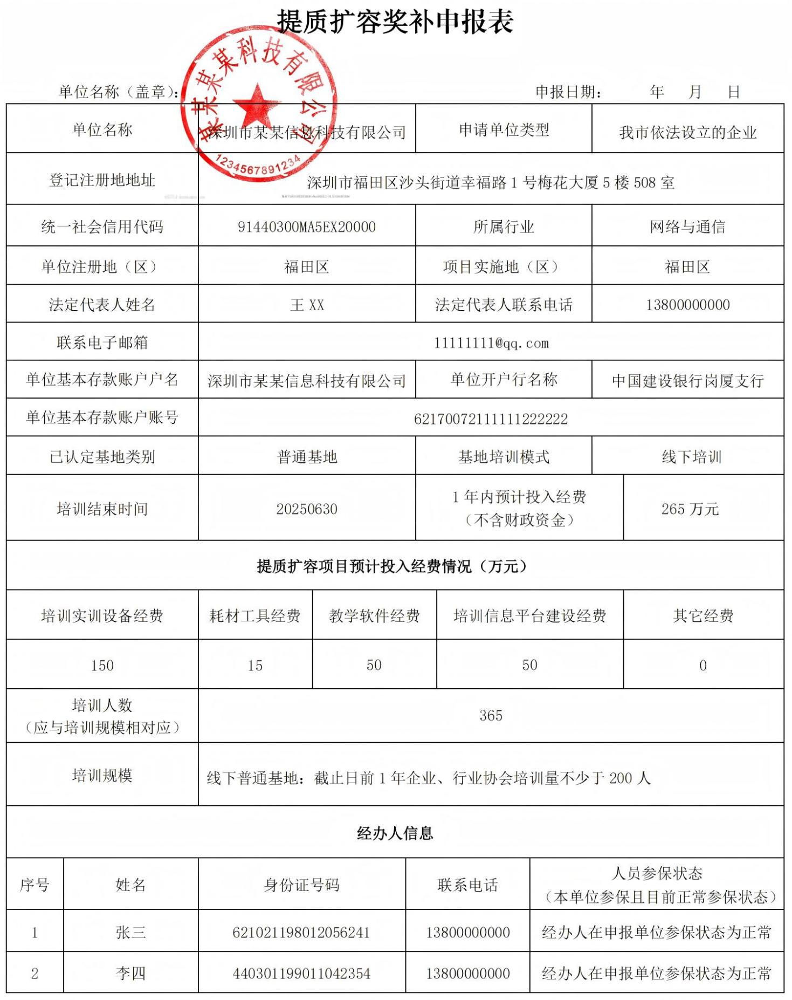 提质扩容奖补申报表
某某某某科技有限公司
1234567891234
单位名称（盖章）：
申报日期：　年　月　日
单位名称
深圳市某某信息科技有限公司
申请单位类型
我市依法设立的企业
登记注册地地址
深圳市福田区沙头街道幸福路 1 号梅花大厦 5 楼 508 室
统一社会信用代码
91440300MA5EX20000
所属行业
网络与通信
单位注册地（区）
福田区
项目实施地（区）
福田区
法定代表人姓名
王 XX
法定代表人联系电话
13800000000
联系电子邮箱
11111111@qq.com
单位基本存款账户户名
深圳市某某信息科技有限公司
单位开户行名称
中国建设银行岗厦支行
单位基本存款账户账号
62170072111111222222
已认定基地类别
普通基地
基地培训模式
线下培训
培训结束时间
20250630
1 年内预计投入经费
（不含财政资金）
265 万元
提质扩容项目预计投入经费情况（万元）
培训实训设备经费
耗材工具经费
教学软件经费
培训信息平台建设经费
其它经费
150
15
50
50
0
培训人数
（应与培训规模相对应）
365
培训规模
线下普通基地：截止日前 1 年企业、行业协会培训量不少于 200 人
经办人信息
序号
姓名
身份证号码
联系电话
人员参保状态
（本单位参保且目前正常参保状态）
1
张三
621021198012056241
13800000000
经办人在申报单位参保状态为正常
2
李四
440301199011042354
13800000000
经办人在申报单位参保状态为正常